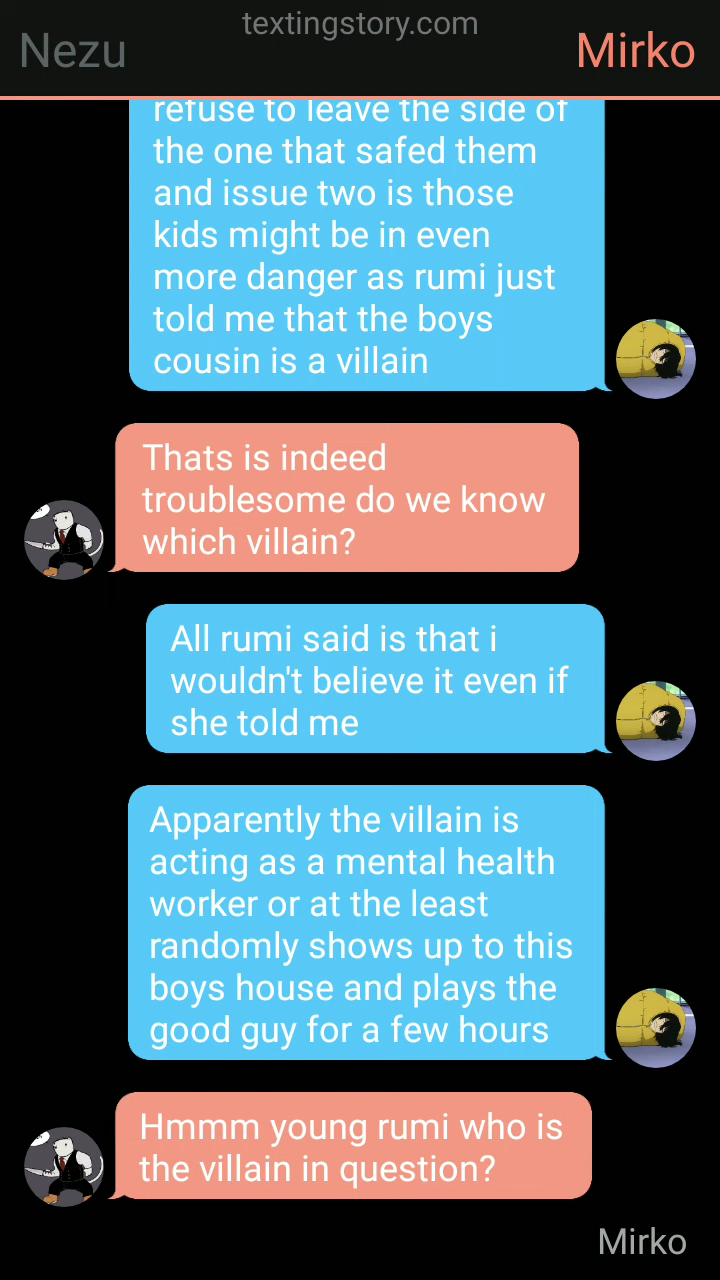 textingstory.com
Nezu
Mirko
refuse to leave the side of
the one that safed them
and issue two is those
kids might be in even
more danger as rumi just
told me that the boys
cousin is a villain
Thats is indeed
troublesome do we know
which villain?
All rumi said is that i
wouldn't believe it even if
she told me
Apparently the villain is
acting as a mental health
worker or at the least
randomly shows up to this
boys house and plays the
good guy for a few hours
Hmmm young rumi who is
the villain in question?
Mirko